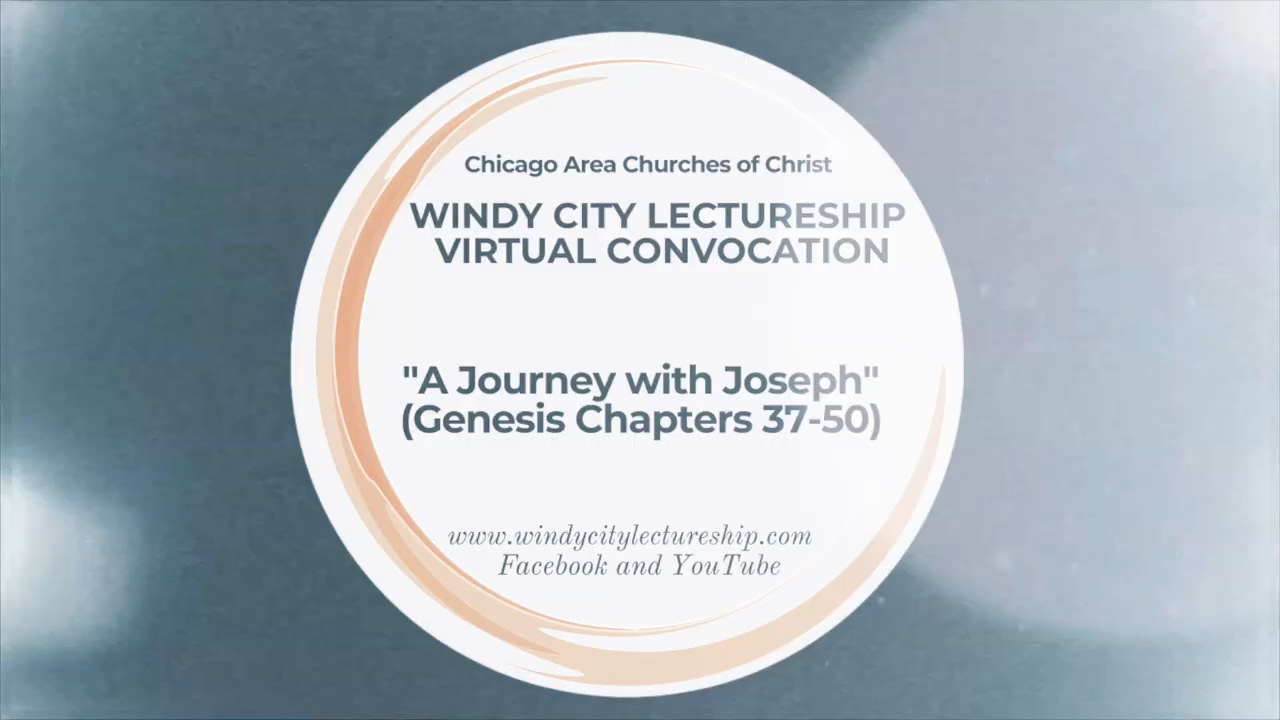 Chicago Area Churches of Christ
WINDY CITY LECTURESHIP
VIRTUAL CONVOCATION
"A Journey with Joseph"
(Genesis Chapters 37-50)
www.windycitylectureship.com
Facebook and YouTube